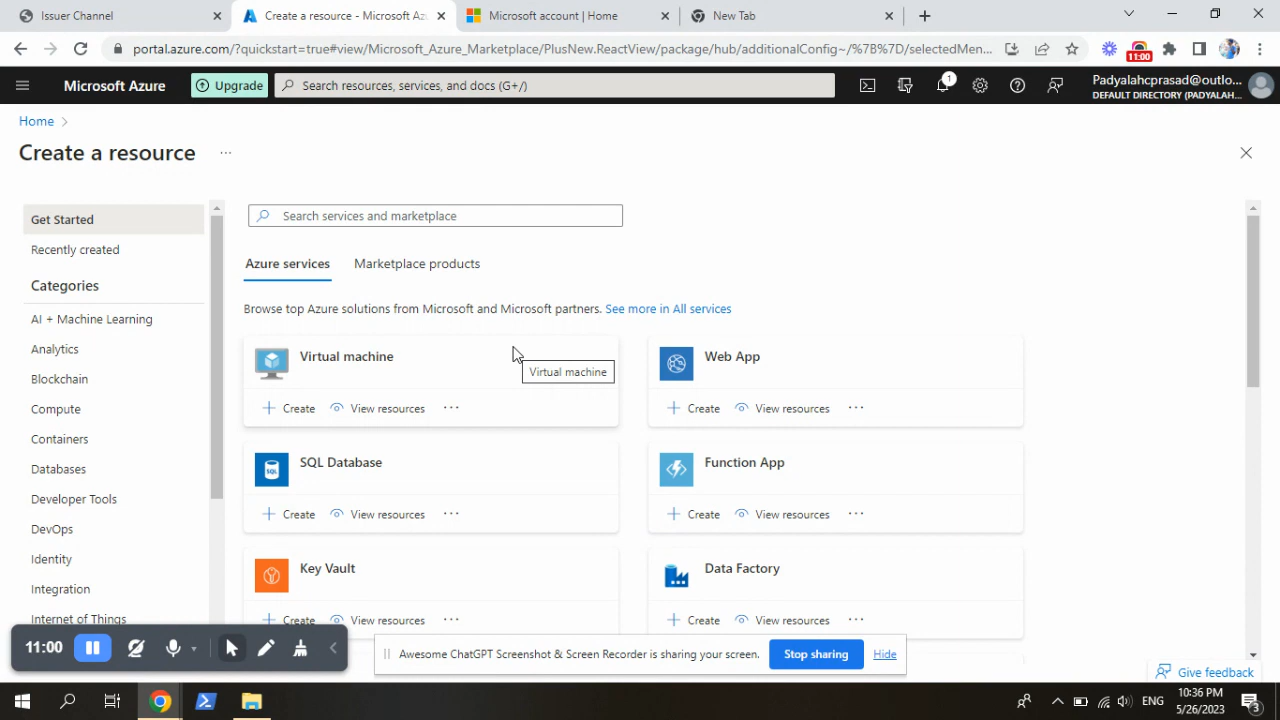 Issuer Channel
Create a resource - Microsoft Az
Microsoft account | Home
New Tab
portal.azure.com/?quickstart=true#view/Microsoft_Azure_Marketplace/PlusNew.ReactView/package/hub/additionalConfig~/%7B%7D/selectedMen...
11:00
Microsoft Azure
Upgrade
Search resources, services, and docs (G+/)
1
Padyalahcprasad@outlo...
DEFAULT DIRECTORY (PADYALAH...
Home >
Create a resource ...
Get Started
Recently created
Categories
AI + Machine Learning
Analytics
Blockchain
Compute
Containers
Databases
Developer Tools
DevOps
Identity
Integration
Internet of Things
Search services and marketplace
Azure services
Marketplace products
Browse top Azure solutions from Microsoft and Microsoft partners. See more in All services
Virtual machine
Virtual machine
+ Create View resources ...
Web App
+ Create View resources ...
SQL Database
SQL
+ Create View resources ...
Function App
+ Create View resources ...
Key Vault
+ Create View resources ...
Data Factory
+ Create View resources ...
11:00
Awesome ChatGPT Screenshot & Screen Recorder is sharing your screen.
Stop sharing
Hide
Give feedback
ENG
10:36 PM
5/26/2023
3